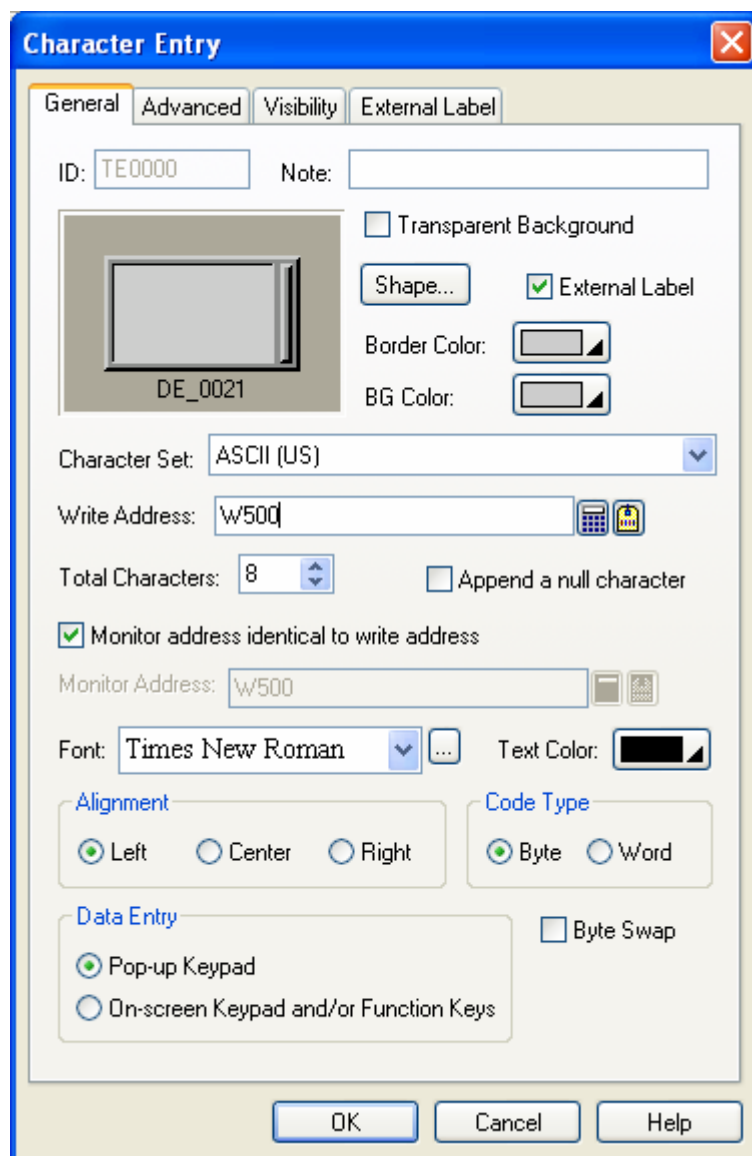 Character Entry
General Advanced Visibility External Label
ID: TE0000 Note:
Transparent Background
Shape... External Label
Border Color:
DE_0021
BG Color:
Character Set: ASCII (US)
Write Address: W500
Total Characters: 8 Append a null character
Monitor address identical to write address
Monitor Address: W500
Font: Times New Roman ... Text Color:
Alignment Code Type
Left Center Right Byte Word
Data Entry
Byte Swap
Pop-up Keypad
On-screen Keypad and/or Function Keys
OK Cancel Help